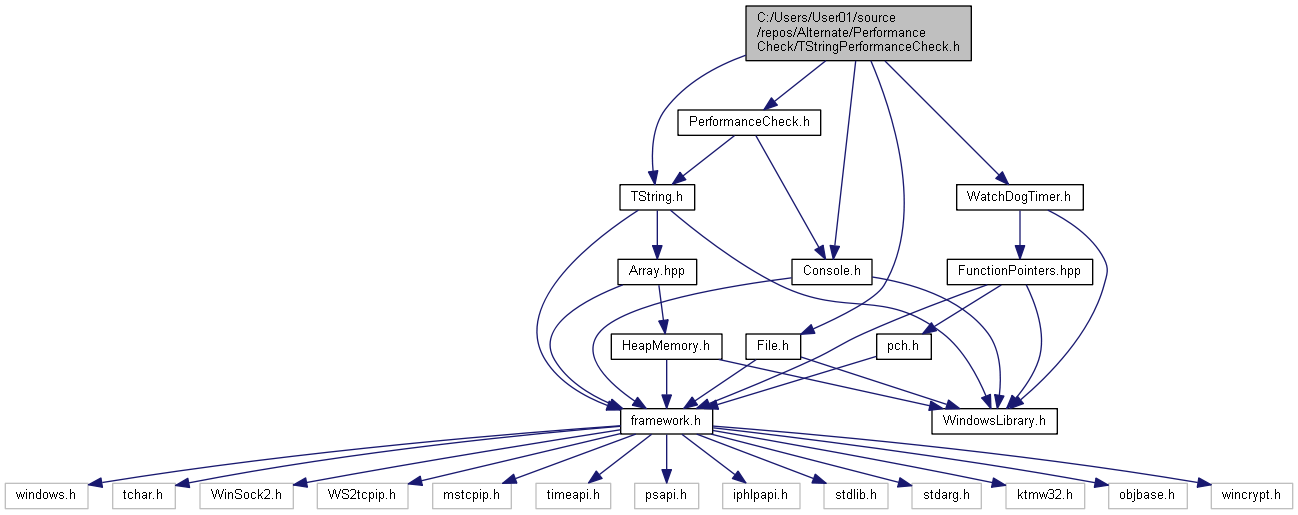 C:/Users/User01/source
/repos/Alternate/Performance
Check/TStringPerformanceCheck.h
PerformanceCheck.h
TString.h
WatchDogTimer.h
Array.hpp
Console.h
FunctionPointers.hpp
HeapMemory.h
File.h
pch.h
framework.h
WindowsLibrary.h
windows.h
tchar.h
WinSock2.h
WS2tcpip.h
mstcpip.h
timeapi.h
psapi.h
iphlpapi.h
stdlib.h
stdarg.h
ktmw32.h
objbase.h
wincrypt.h